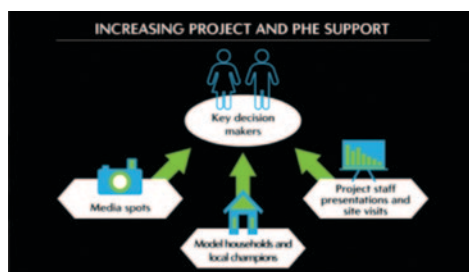 INCREASING PROJECT AND PHE SUPPORT
Key decision
makers
Media spots
Project staff
presentations and
site visits
Model households and
local champions